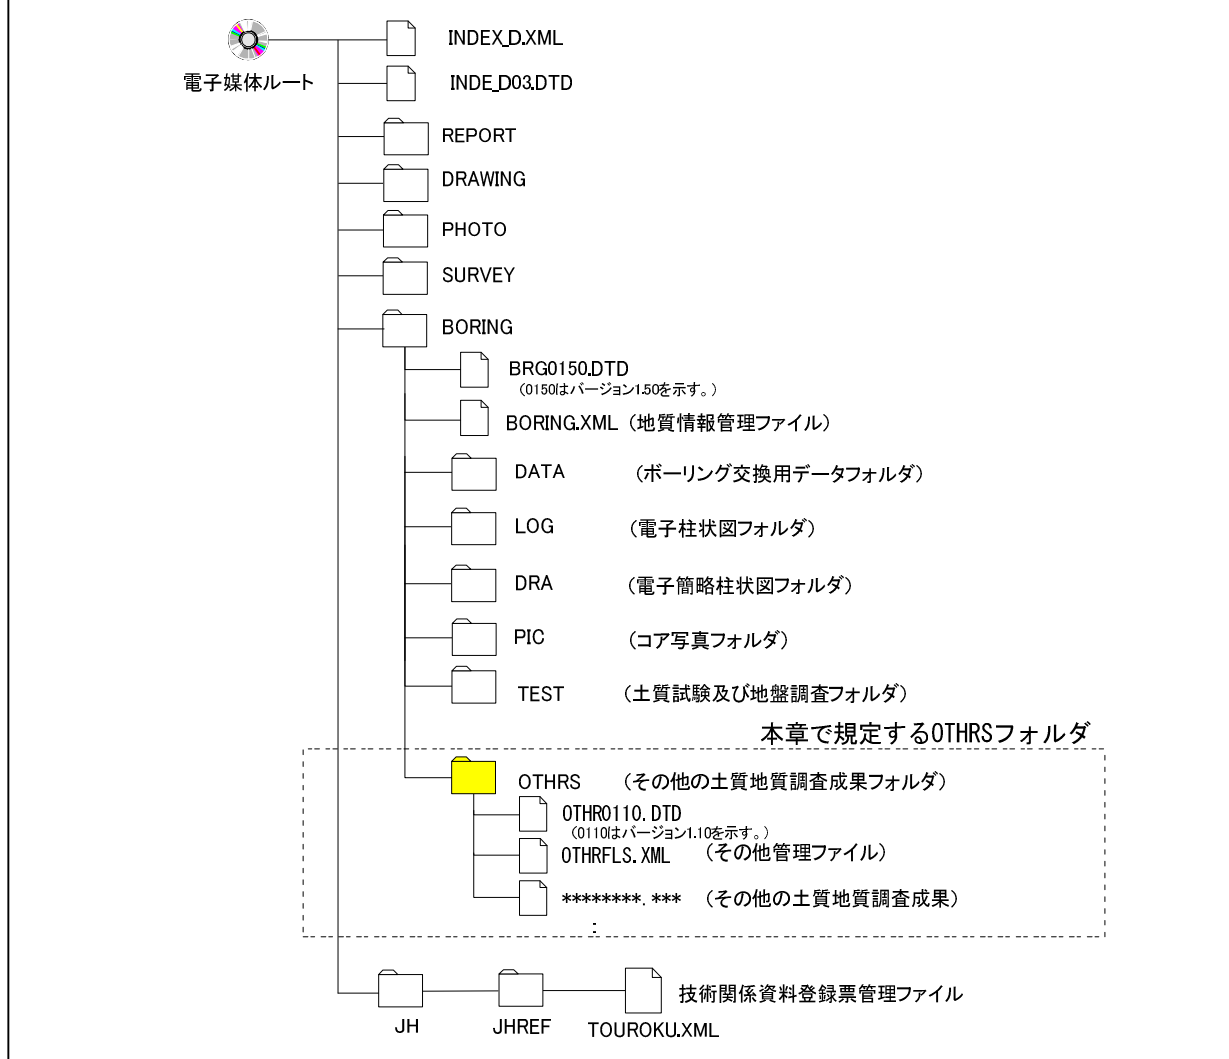 INDEX_D.XML
電子媒体ルート
INDE_D03.DTD
REPORT
DRAWING
PHOTO
SURVEY
BORING
BRG0150.DTD
（0150はバージョン1.50を示す。）
BORING.XML（地質情報管理ファイル）
DATA （ボーリング交換用データフォルダ）
LOG （電子柱状図フォルダ）
DRA （電子簡略柱状図フォルダ）
PIC （コア写真フォルダ）
TEST （土質試験及び地盤調査フォルダ）
本章で規定するOTHRSフォルダ
OTHRS （その他の土質地質調査成果フォルダ）
OTHR0110.DTD
（0110はバージョン1.10を示す。）
OTHRFLS.XML （その他管理ファイル）
********.*** （その他の土質地質調査成果）
：
技術関係資料登録票管理ファイル
JH JHREF TOUROKU.XML